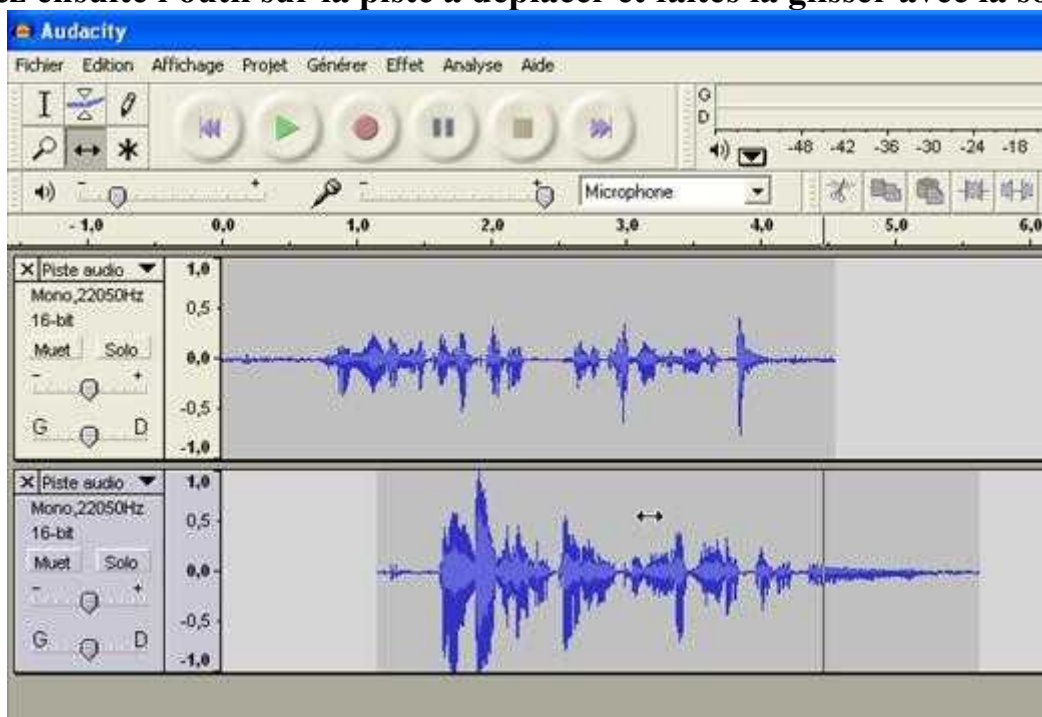 ez ensuite l'outil sur la piste à déplacer et faites la glisser avec la so
Audacity
Fichier Edition Affichage Projet Générer Effet Analyse Aide
G
D
-48 -42 -36 -30 -24 -18
- + - + Microphone
- 1,0 0,0 1,0 2,0 3,0 4,0 5,0 6,0
Piste audio
Mono,22050Hz
16-bit
Muet Solo
- +
G D
1,0
0,5
0,0
-0,5
-1,0
Piste audio
Mono,22050Hz
16-bit
Muet Solo
- +
G D
1,0
0,5
0,0
-0,5
-1,0